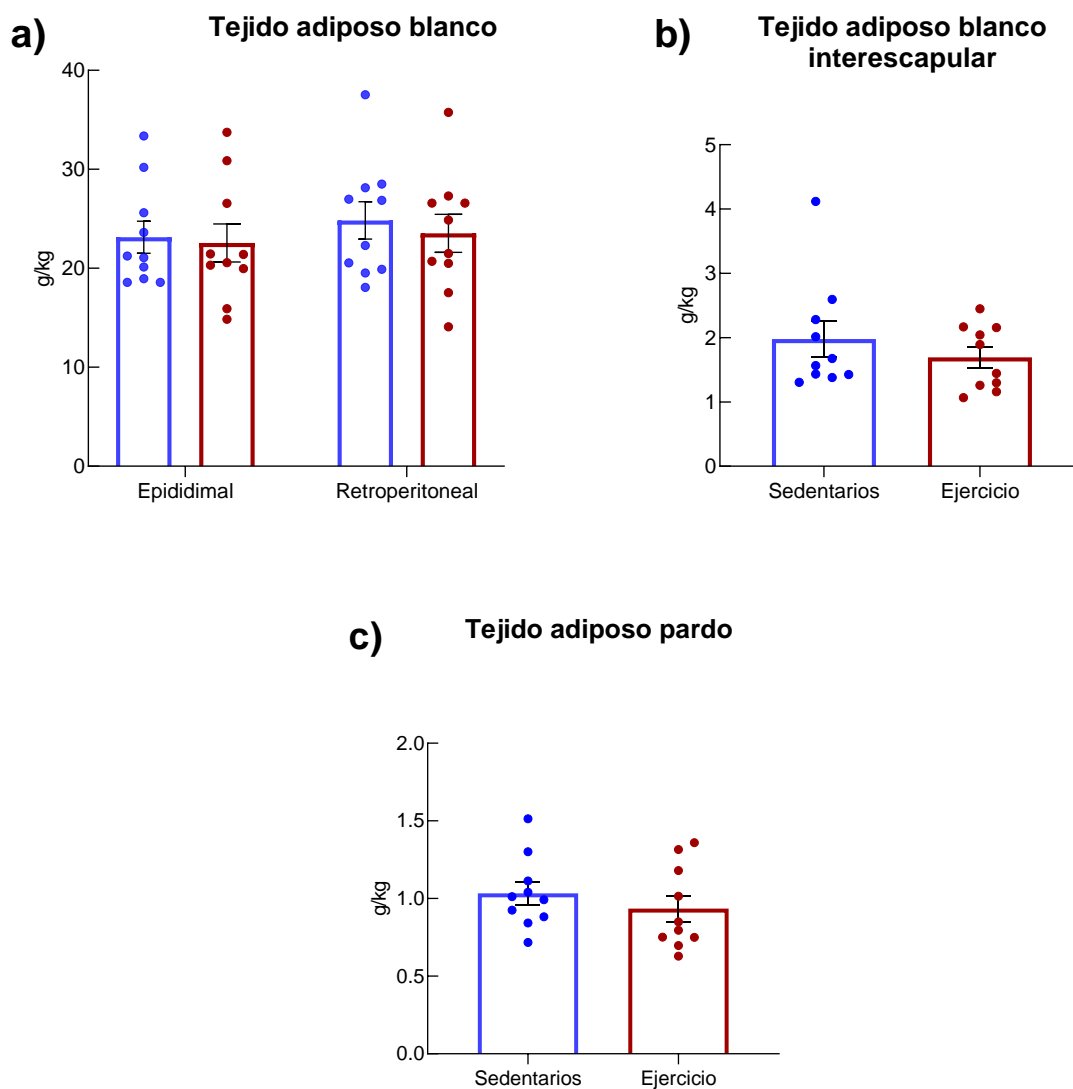 a)
Tejido adiposo blanco
g/kg
40
30
20
10
0
Epididimal
Retroperitoneal
b)
Tejido adiposo blanco
interescapular
g/kg
5
4
3
2
1
0
Sedentarios
Ejercicio
c)
Tejido adiposo pardo
g/kg
2.0
1.5
1.0
0.5
0.0
Sedentarios
Ejercicio